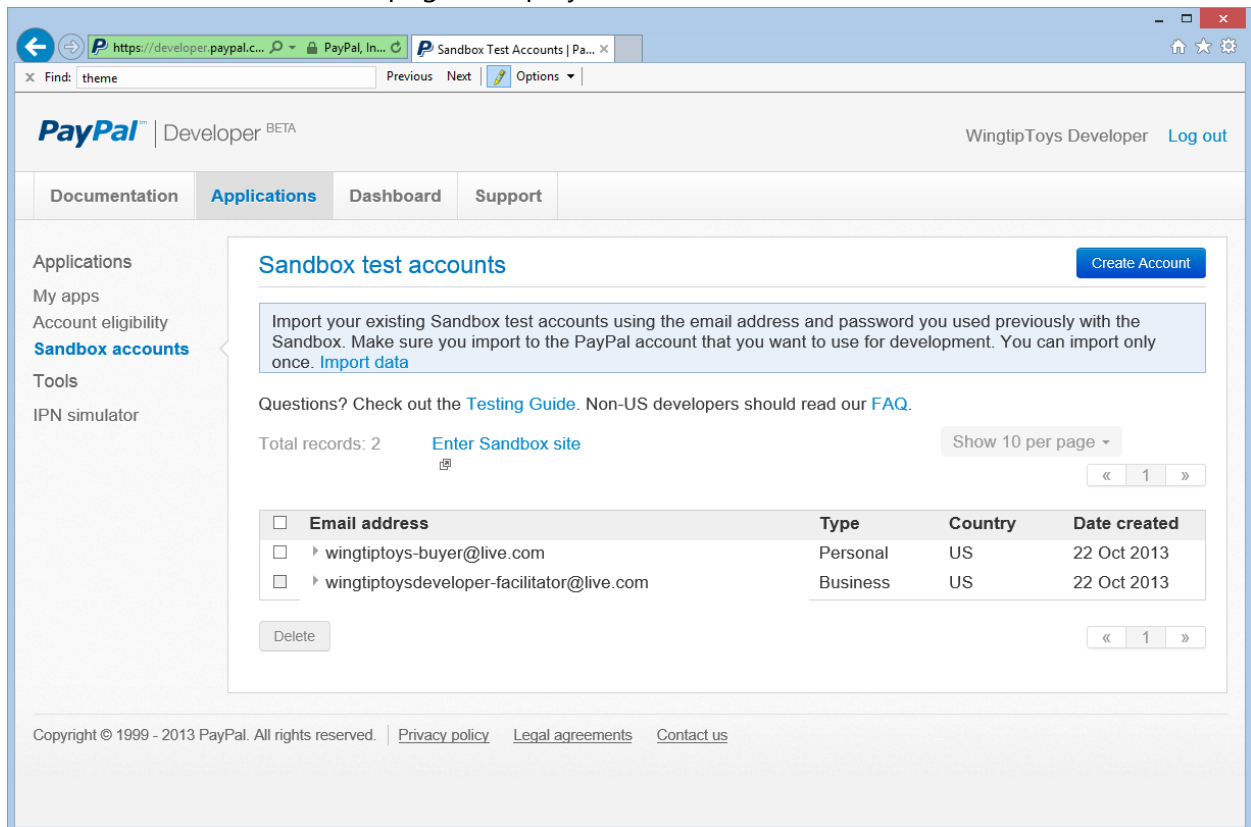 https://developer.paypal.c... PayPal, In... Sandbox Test Accounts | Pa...
Find: theme Previous Next Options
PayPal™ | Developer BETA WingtipToys Developer Log out
Documentation Applications Dashboard Support
Applications
My apps
Account eligibility
Sandbox accounts
Tools
IPN simulator
Sandbox test accounts Create Account
Import your existing Sandbox test accounts using the email address and password you used previously with the
Sandbox. Make sure you import to the PayPal account that you want to use for development. You can import only
once. Import data
Questions? Check out the Testing Guide. Non-US developers should read our FAQ.
Total records: 2 Enter Sandbox site Show 10 per page
« 1 »
Email address Type Country Date created
wingtiptoys-buyer@live.com Personal US 22 Oct 2013
wingtiptoysdeveloper-facilitator@live.com Business US 22 Oct 2013
Delete « 1 »
Copyright © 1999 - 2013 PayPal. All rights reserved. Privacy policy Legal agreements Contact us